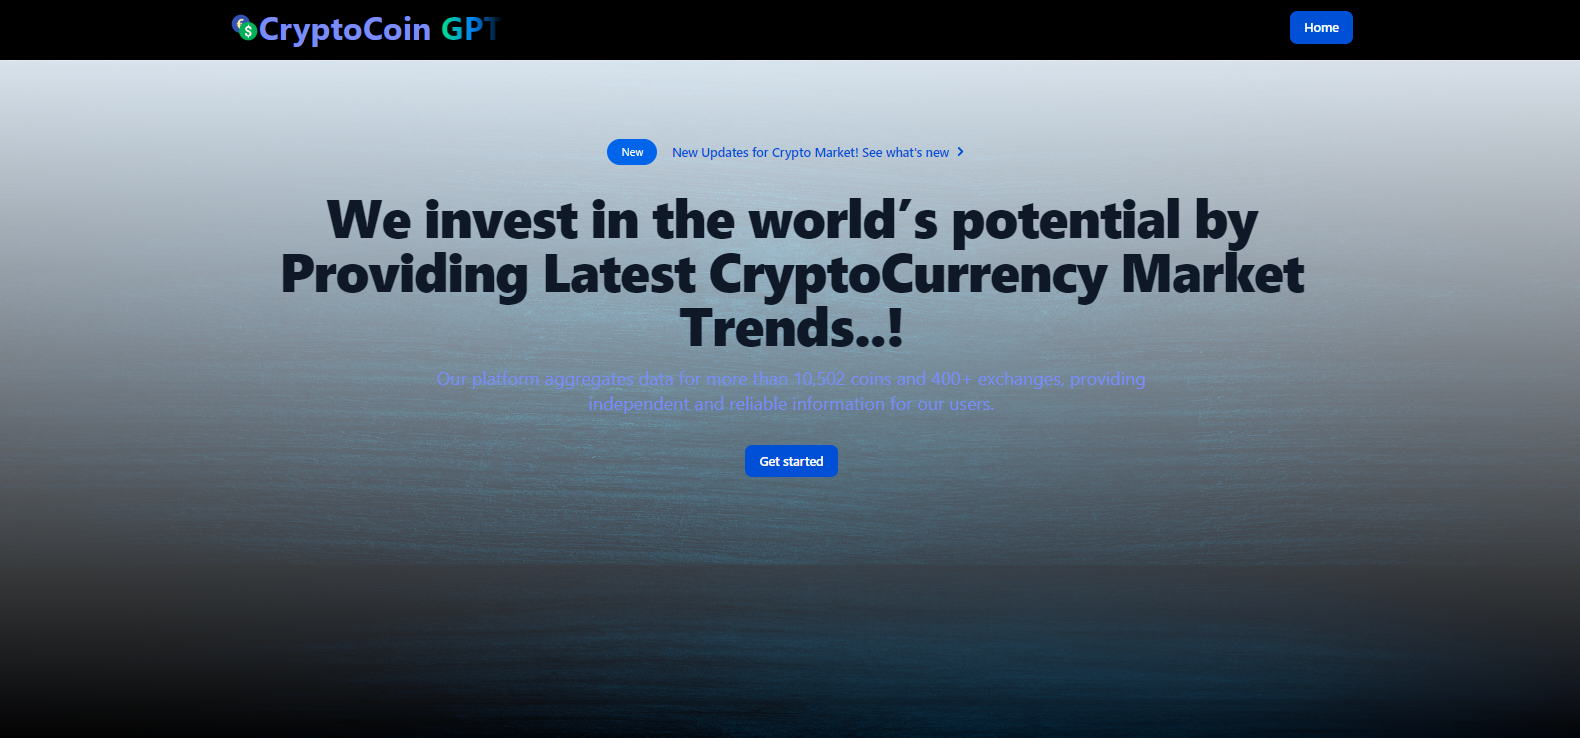 CryptoCoin GPT
Home
New
New Updates for Crypto Market! See what's new
We invest in the world’s potential by
Providing Latest CryptoCurrency Market
Trends..!
Our platform aggregates data for more than 10,502 coins and 400+ exchanges, providing
independent and reliable information for our users.
Get started